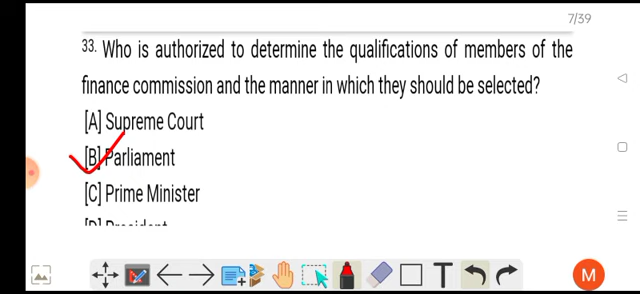 7/39
33. Who is authorized to determine the qualifications of members of the
finance commission and the manner in which they should be selected?
[A] Supreme Court
[B] Parliament
[C] Prime Minister
[D] President
T
M